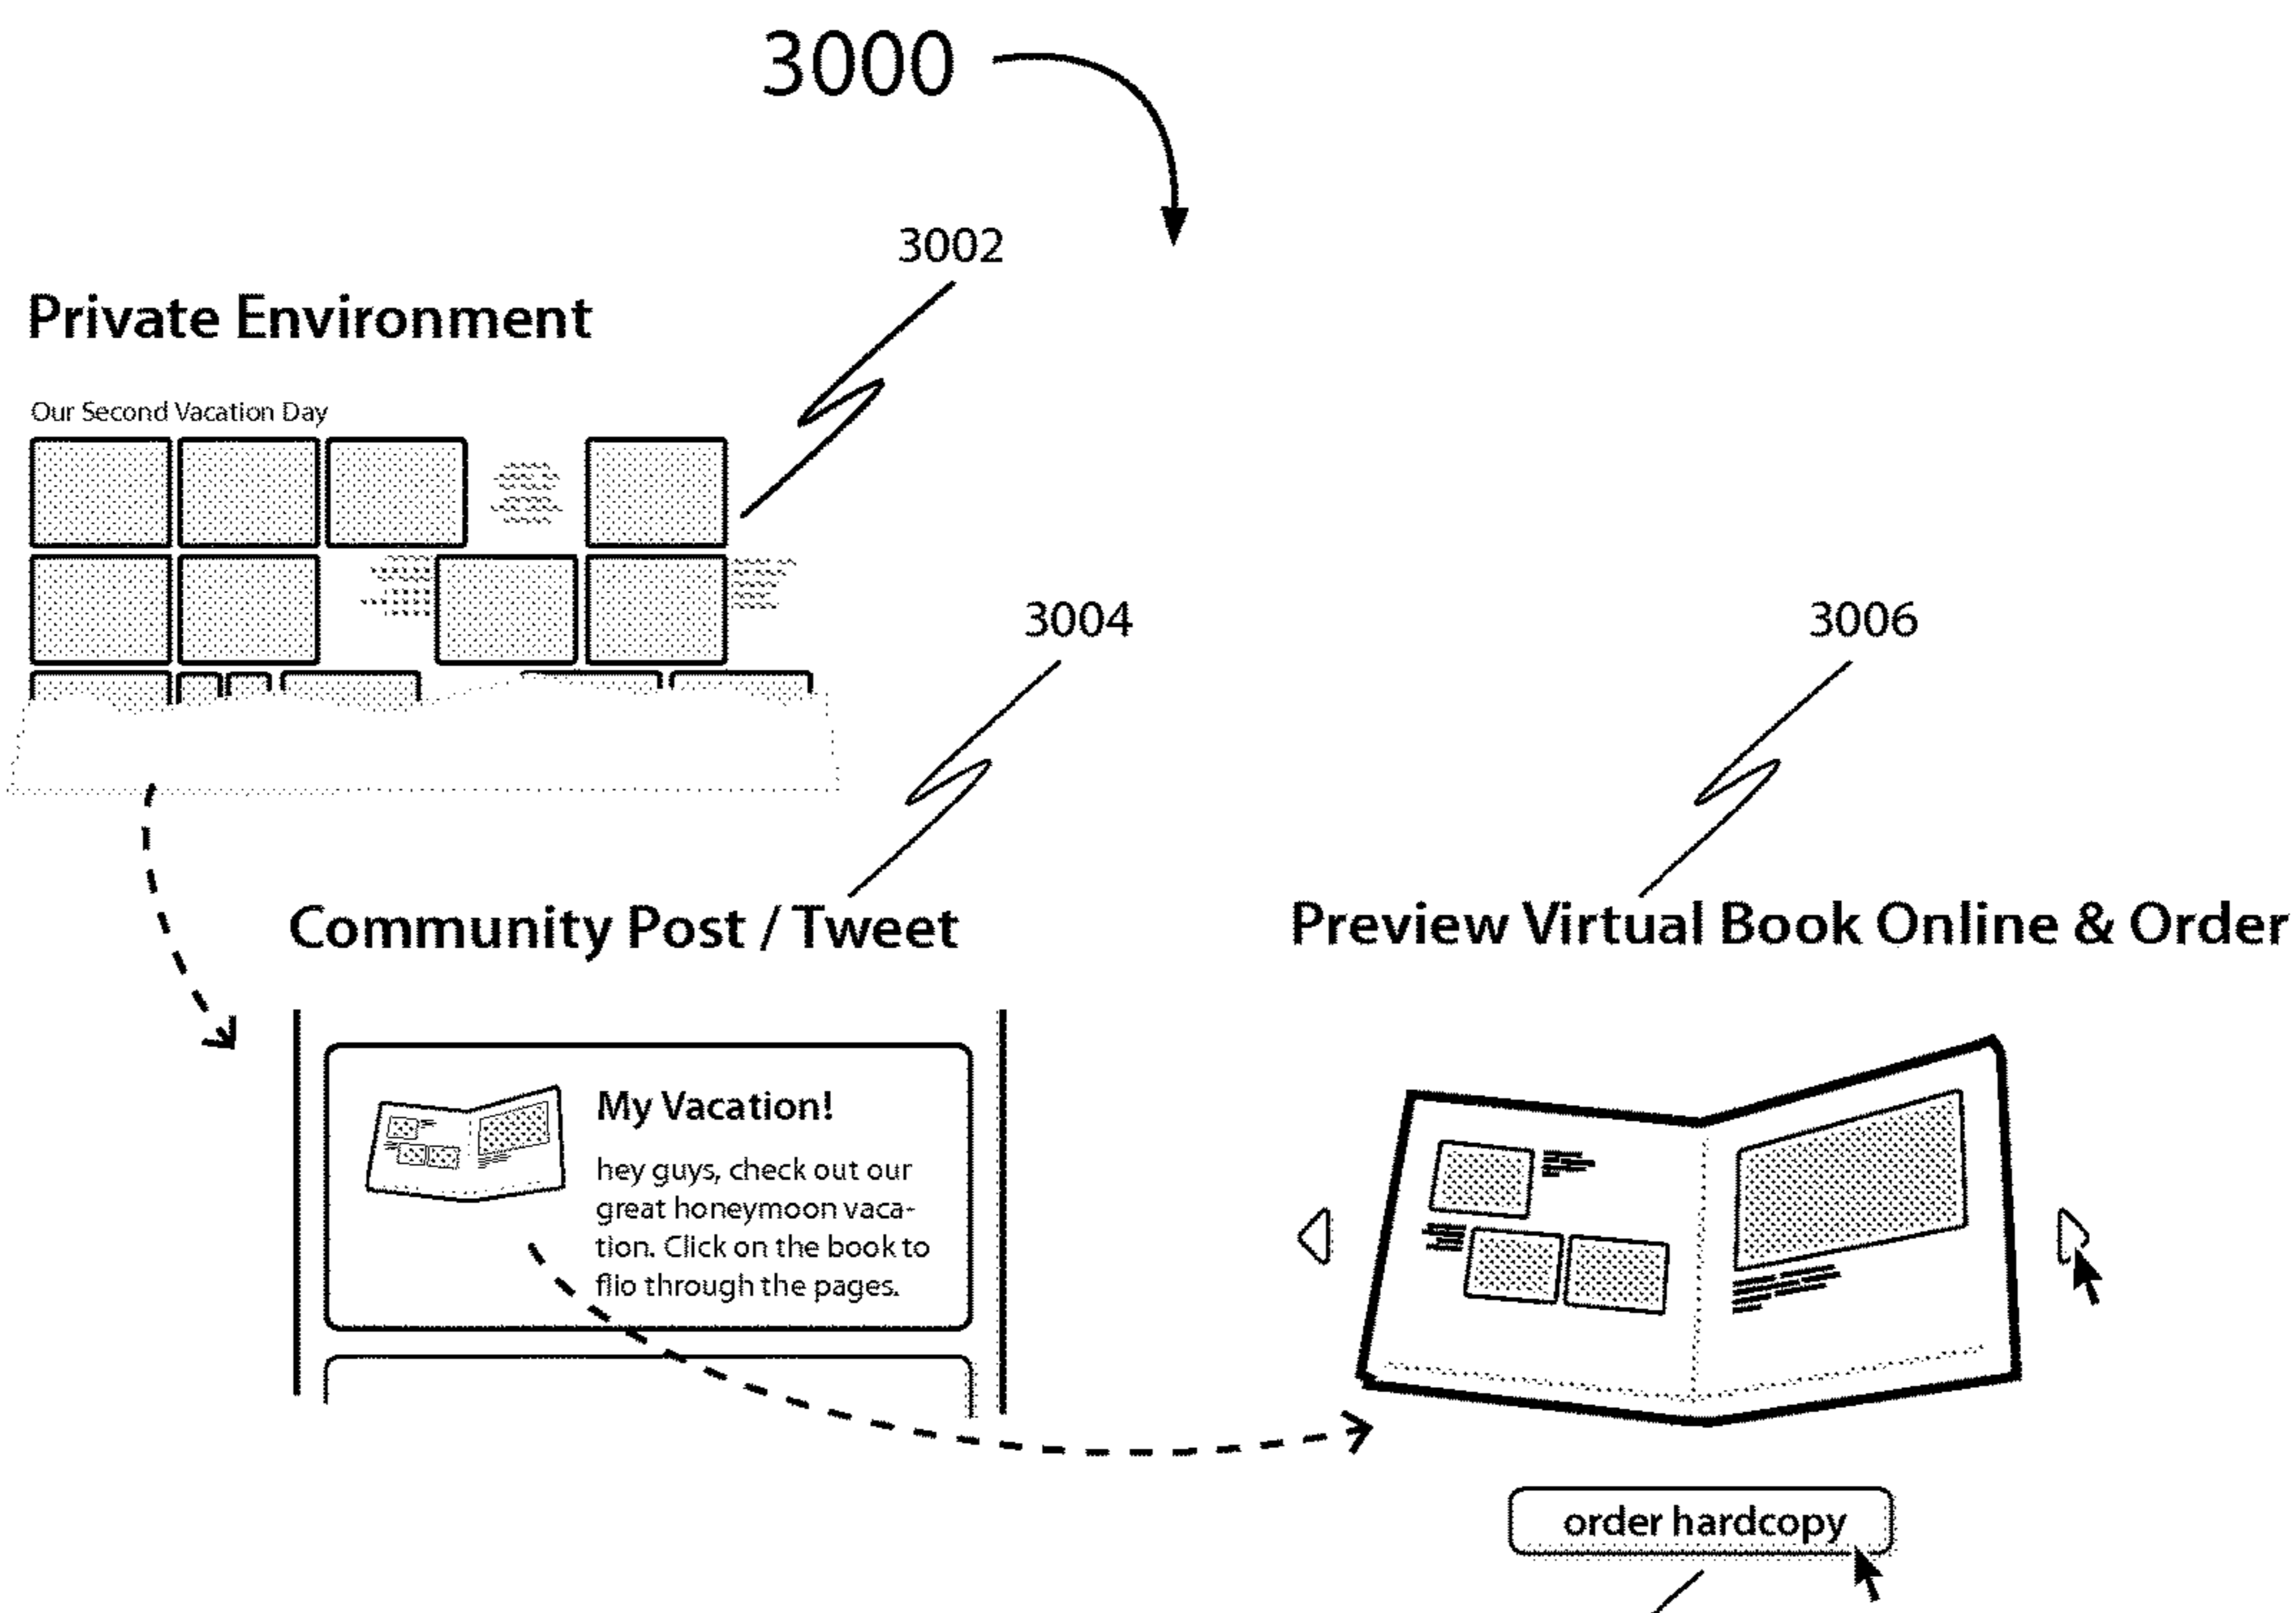 3000
3002
Private Environment
Our Second Vacation Day
3004
3006
Community Post / Tweet
Preview Virtual Book Online & Order
My Vacation!
hey guys, check out our
great honeymoon vaca-
tion. Click on the book to
flio through the pages.
order hardcopy